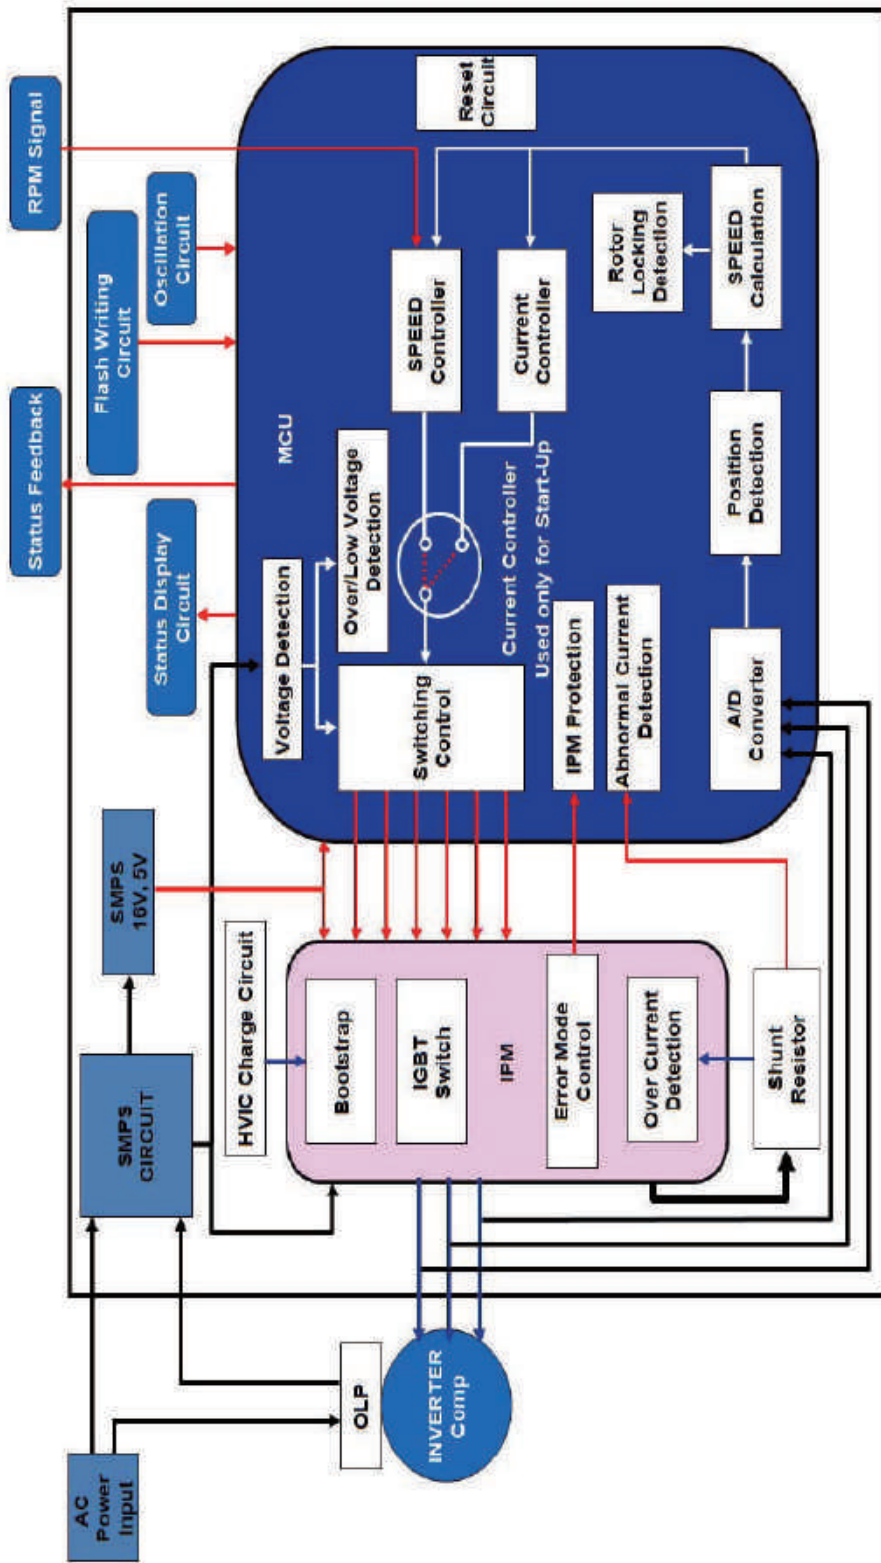 AC
Power
Input
SMPS
CIRCUIT
SMPS
16V, 5V
Status Display
Circuit
Status Feedback
Flash Writing
Circuit
Oscillation
Circuit
RPM Signal
OLP
INVERTER
Comp
HVIC Charge Circuit
Bootstrap
IGBT
Switch
IPM
Error Mode
Control
Over Current
Detection
Shunt
Resistor
MCU
Voltage Detection
Over/Low Voltage
Detection
Switching
Control
SPEED
Controller
Current
Controller
Current Controller
Used only for Start-Up
Reset
Circuit
IPM Protection
Abnormal Current
Detection
Rotor
Locking
Detection
A/D
Converter
Position
Detection
SPEED
Calculation